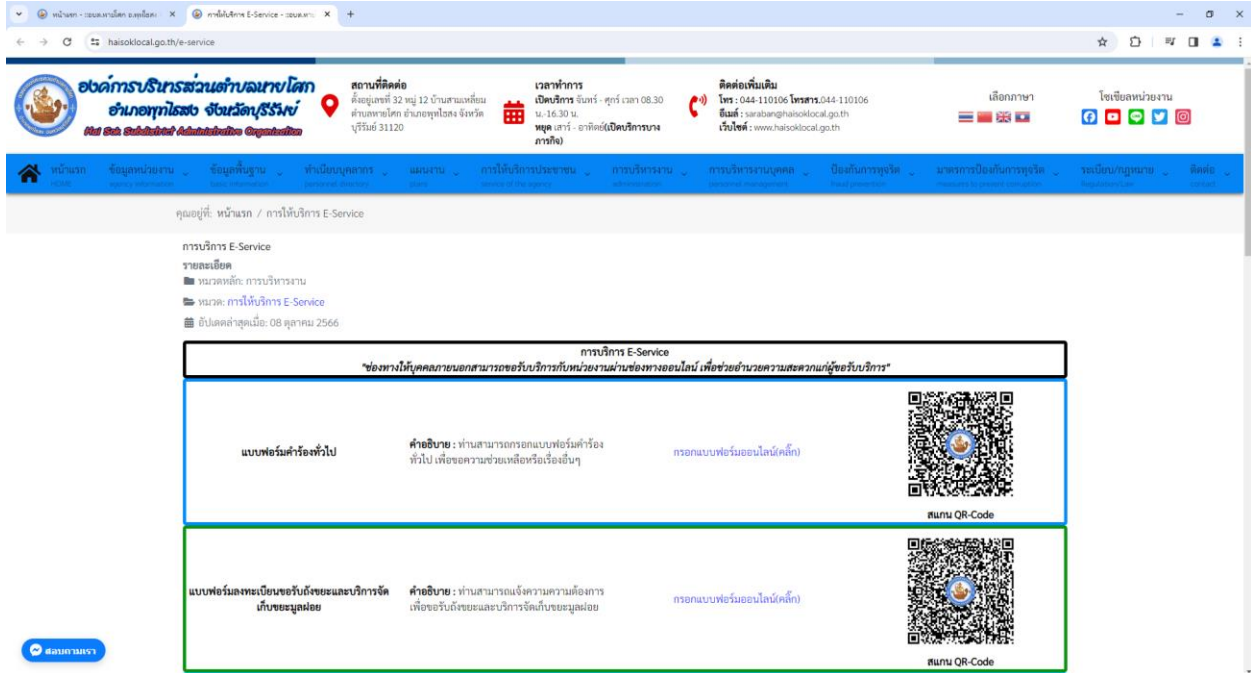 หน้าแรก - ระบบอบต.หายโศก อ.พุทไธสง
การให้บริการ E-Service - ระบบอบต.
haisoklocal.go.th/e-service
องค์การบริหารส่วนตำบลหายโศก
อำเภอพุทไธสง จังหวัดบุรีรัมย์
Hai Sok Subdistrict Administrative Organization
สถานที่ติดต่อ
ตั้งอยู่เลขที่ 32 หมู่ 12 บ้านสามเหลี่ยม
ตำบลหายโศก อำเภอพุทไธสง จังหวัด
บุรีรัมย์ 31120
เวลาทำการ
เปิดบริการ จันทร์ - ศุกร์ เวลา 08.30
น.-16.30 น.
หยุด เสาร์ - อาทิตย์(เปิดบริการบาง
ภารกิจ)
ติดต่อเพิ่มเติม
โทร : 044-110106 โทรสาร.044-110106
อีเมล์ : saraban@haisoklocal.go.th
เว็บไซต์ : www.haisoklocal.go.th
เลือกภาษา
โซเชียลหน่วยงาน
หน้าแรก
HOME
ข้อมูลหน่วยงาน
agency information
ข้อมูลพื้นฐาน
basic information
ทำเนียบบุคลากร
personnel directory
แผนงาน
plans
การให้บริการประชาชน
service of the agency
การบริหารงาน
administration
การบริหารงานบุคคล
personnel management
ป้องกันการทุจริต
fraud prevention
มาตรการป้องกันการทุจริต
measures to prevent corruption
ระเบียบ/กฎหมาย
Regulation/Law
ติดต่อ
contact
คุณอยู่ที่: หน้าแรก / การให้บริการ E-Service
การบริการ E-Service
รายละเอียด
หมวดหลัก: การบริหารงาน
หมวด: การให้บริการ E-Service
อัปเดตล่าสุดเมื่อ: 08 ตุลาคม 2566
การบริการ E-Service
"ช่องทางให้บุคคลภายนอกสามารถขอรับบริการกับหน่วยงานผ่านช่องทางออนไลน์ เพื่อช่วยอำนวยความสะดวกแก่ผู้ขอรับบริการ"
แบบฟอร์มคำร้องทั่วไป
คำอธิบาย : ท่านสามารถกรอกแบบฟอร์มคำร้อง
ทั่วไป เพื่อขอความช่วยเหลือหรือเรื่องอื่นๆ
กรอกแบบฟอร์มออนไลน์(คลิ๊ก)
สแกน QR-Code
แบบฟอร์มลงทะเบียนขอรับถังขยะและบริการจัด
เก็บขยะมูลฝอย
คำอธิบาย : ท่านสามารถแจ้งความความต้องการ
เพื่อขอรับถังขยะและบริการจัดเก็บขยะมูลฝอย
กรอกแบบฟอร์มออนไลน์(คลิ๊ก)
สแกน QR-Code
สอบถามเรา